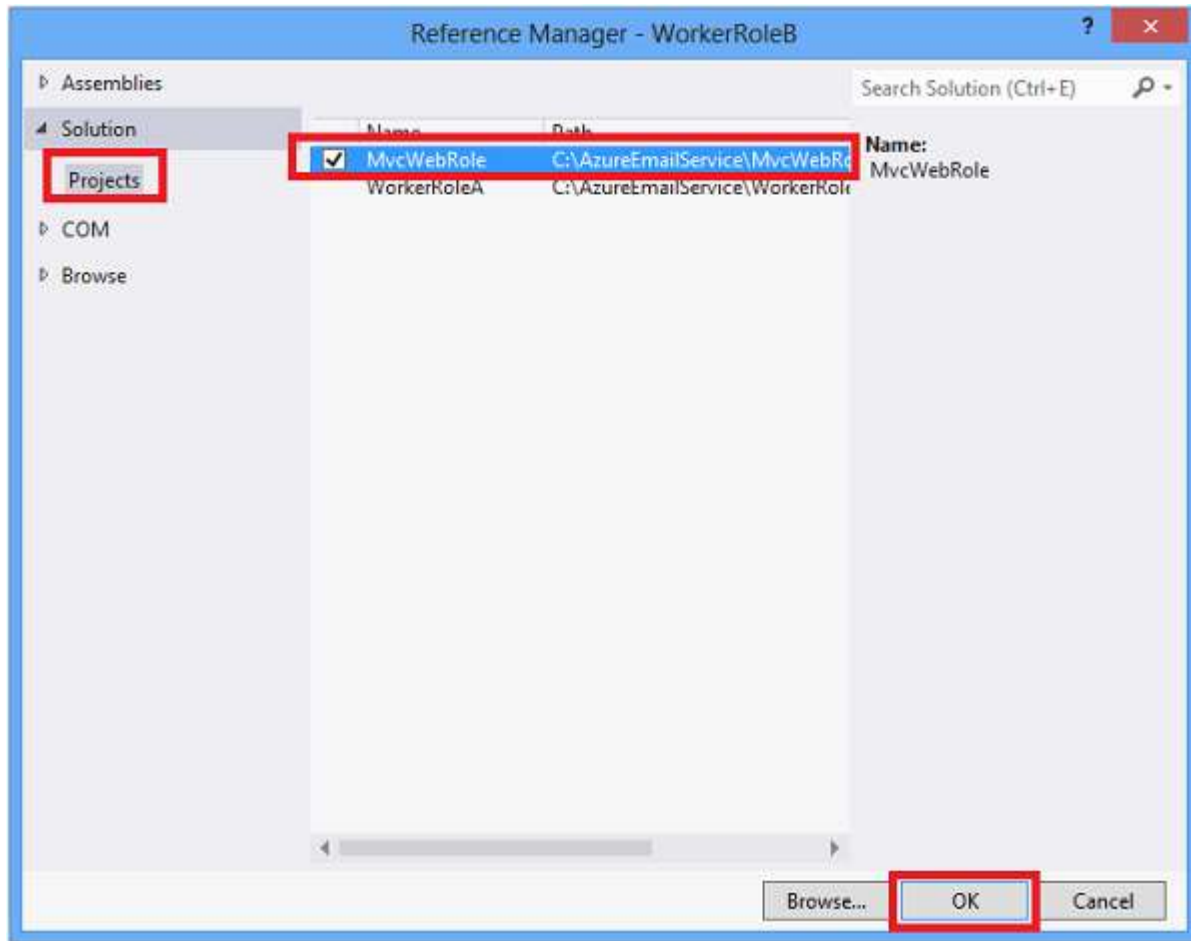 Reference Manager - WorkerRoleB ?
Assemblies
Search Solution (Ctrl+E)
Solution
Projects
COM
Browse
Name Path
MvcWebRole C:\AzureEmailService\MvcWebRo
WorkerRoleA C:\AzureEmailService\WorkerRole
Name:
MvcWebRole
Browse... OK Cancel